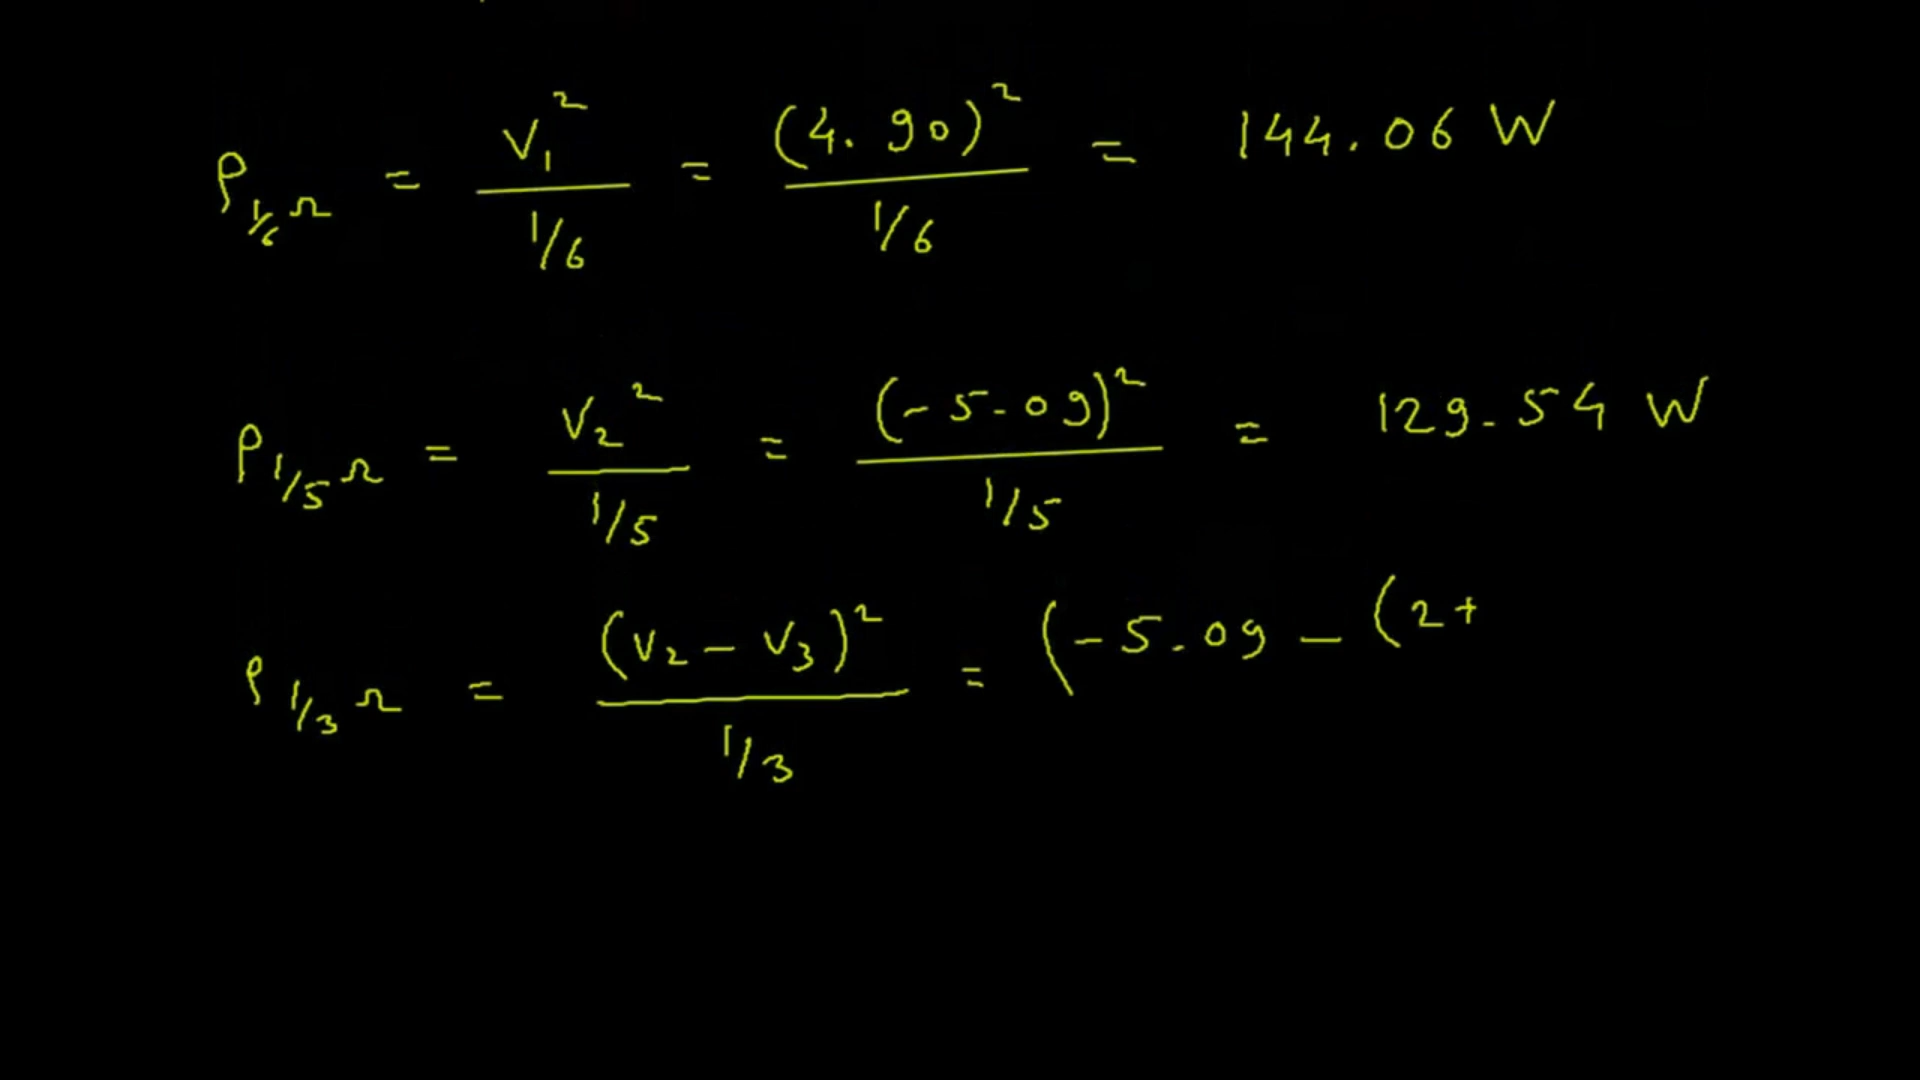 P1/6Ω = V₁² / 1/6 = (4.90)² / 1/6 = 144.06 W
P1/5Ω = V₂² / 1/5 = (-5.09)² / 1/5 = 129.54 W
P1/3Ω = (V₂ - V₃)² / 1/3 = (-5.09 - (2+